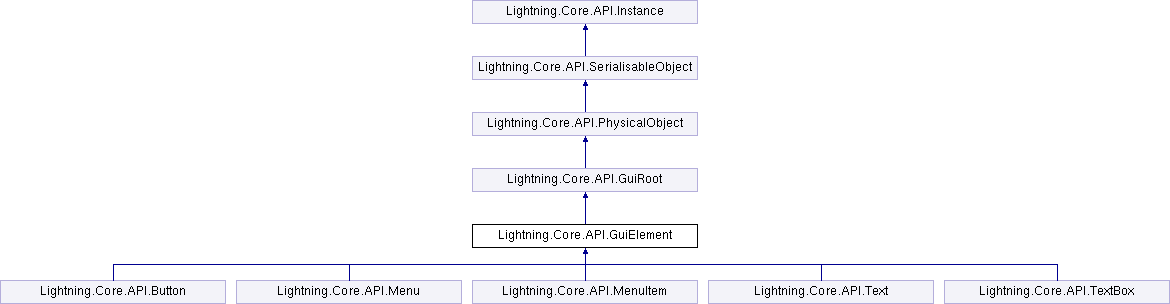 Lightning.Core.API.Instance
Lightning.Core.API.SerialisableObject
Lightning.Core.API.PhysicalObject
Lightning.Core.API.GuiRoot
Lightning.Core.API.GuiElement
Lightning.Core.API.Button
Lightning.Core.API.Menu
Lightning.Core.API.MenuItem
Lightning.Core.API.Text
Lightning.Core.API.TextBox